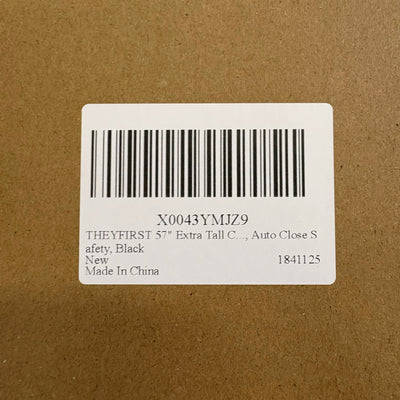 X0043YMJZ9
THEYFIRST 57" Extra Tall C..., Auto Close S
afety, Black
New 1841125
Made In China